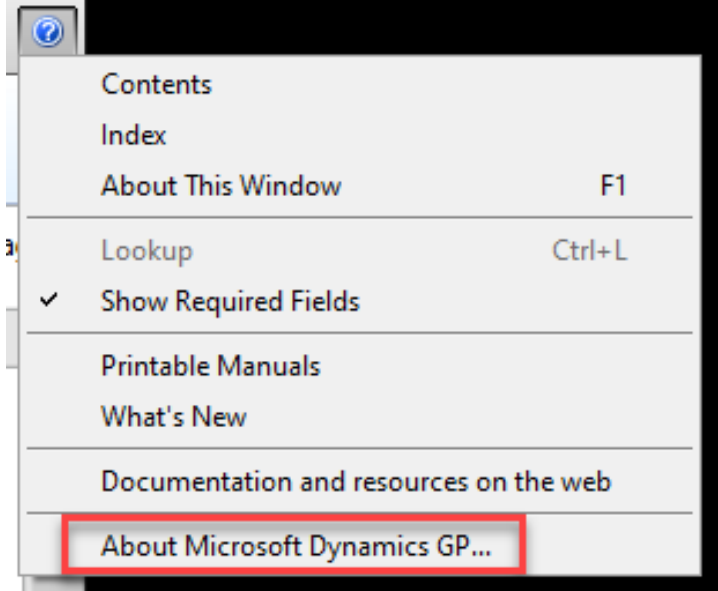 Contents
Index
About This Window F1
Lookup Ctrl+L
Show Required Fields
Printable Manuals
What's New
Documentation and resources on the web
About Microsoft Dynamics GP...